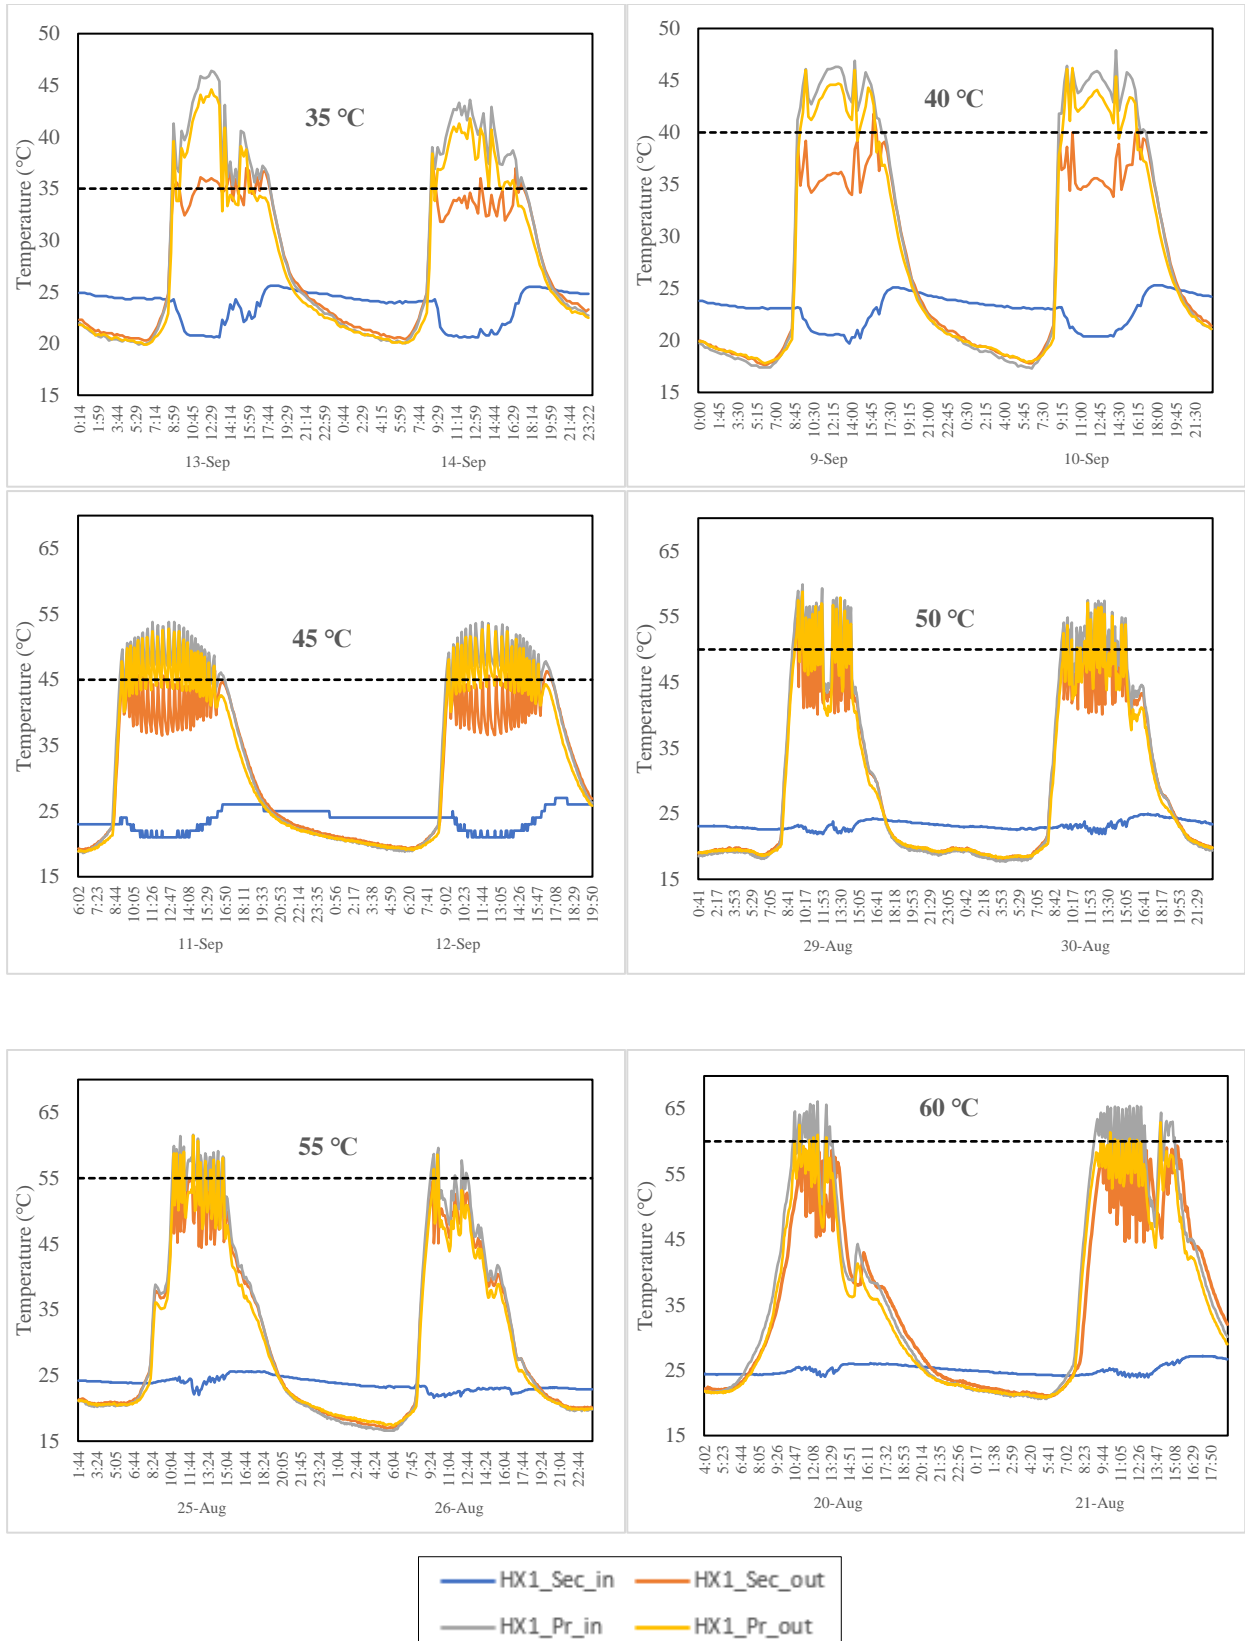 50
45
40
35
30
25
20
15
Temperature (°C)
35 °C
0:14 1:59 3:44 5:29 7:14 8:59 10:45 12:29 14:14 15:59 17:44 19:29 21:14 22:59 0:44 2:29 4:15 5:59 7:44 9:29 11:14 12:59 14:44 16:29 18:14 19:59 21:44 23:22
13-Sep 14-Sep
50
45
40
35
30
25
20
15
Temperature (°C)
40 °C
0:00 1:45 3:30 5:15 7:00 8:45 10:30 12:15 14:00 15:45 17:30 19:15 21:00 22:45 0:30 2:15 4:00 5:45 7:30 9:15 11:00 12:45 14:30 16:15 18:00 19:45 21:30
9-Sep 10-Sep
65
55
45
35
25
15
Temperature (°C)
45 °C
6:02 7:23 8:44 10:05 11:26 12:47 14:08 15:29 16:50 18:11 19:33 20:53 22:14 23:35 0:56 2:17 3:38 4:59 6:20 7:41 9:02 10:23 11:44 13:05 14:26 15:47 17:08 18:29 19:50
11-Sep 12-Sep
65
55
45
35
25
15
Temperature (°C)
50 °C
0:41 2:17 3:53 5:29 7:05 8:41 10:17 11:53 13:30 15:05 16:41 18:18 19:53 21:29 23:05 0:42 2:18 3:53 5:29 7:05 8:42 10:17 11:53 13:30 15:05 16:41 18:17 19:53 21:29
29-Aug 30-Aug
65
55
45
35
25
15
Temperature (°C)
55 °C
1:44 3:24 5:05 6:44 8:24 10:04 11:44 13:24 15:04 16:44 18:24 20:05 21:45 23:24 1:04 2:44 4:24 6:04 7:45 9:24 11:04 12:44 14:24 16:04 17:44 19:24 21:04 22:44
25-Aug 26-Aug
65
55
45
35
25
15
Temperature (°C)
60 °C
4:02 5:23 6:44 8:05 9:26 10:47 12:08 13:29 14:51 16:11 17:32 18:53 20:14 21:35 22:56 0:17 1:38 2:59 4:20 5:41 7:02 8:23 9:44 11:05 12:26 13:47 15:08 16:29 17:50
20-Aug 21-Aug
HX1_Sec_in HX1_Sec_out
HX1_Pr_in HX1_Pr_out